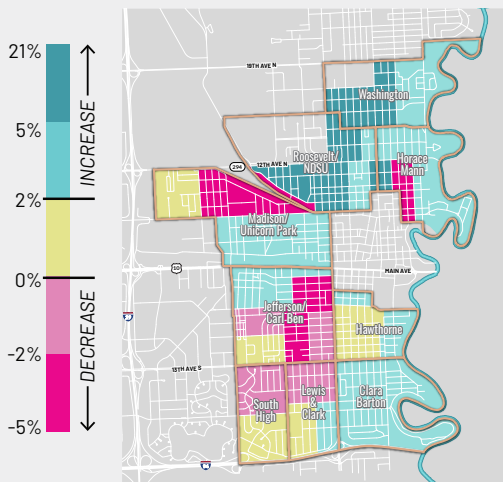 21%
5%
2%
0%
-2%
-5%
INCREASE
DECREASE
19TH AVE N
Washington
Roosevelt/
NDSU
12TH AVE N
294
Horace
Mann
Madison/
Unicorn Park
10
MAIN AVE
Jefferson/
Carl Ben
Hawthorne
13TH AVE S
South
High
Lewis
&
Clark
Clara
Barton